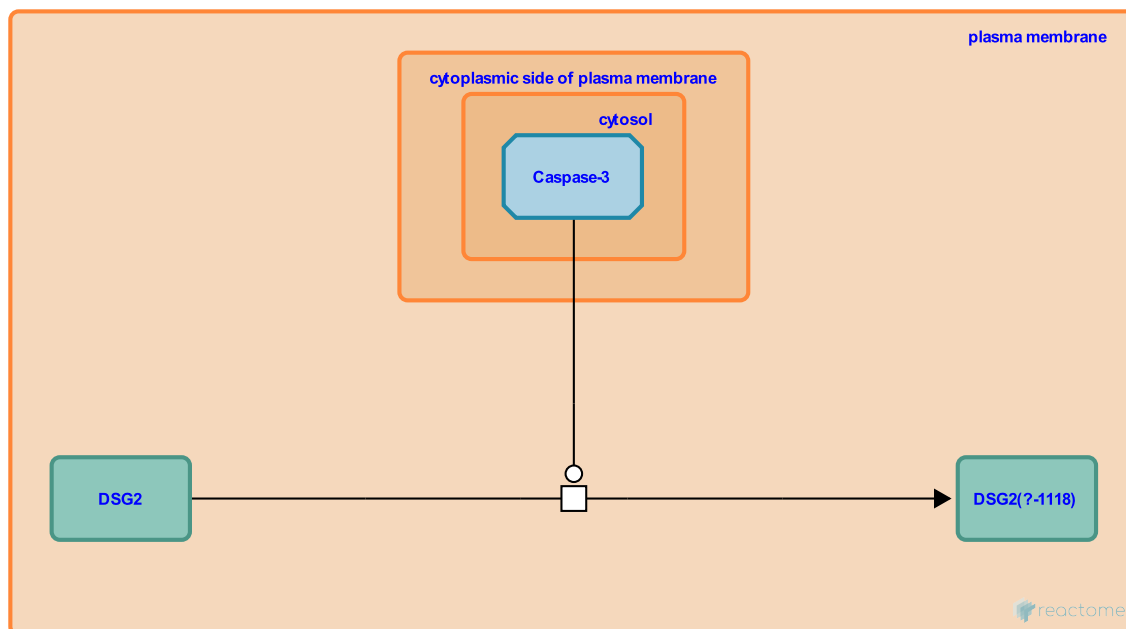 plasma membrane
cytoplasmic side of plasma membrane
cytosol
Caspase-3
DSG2
DSG2(?-1118)
reactome